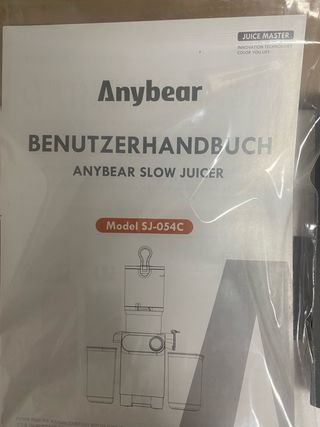 JUICE MASTER
INNOVATION TECHNOLOGY
COLOR YOU LIFE
Anybear
BENUTZERHANDBUCH
ANYBEAR SLOW JUICER
Model SJ-054C